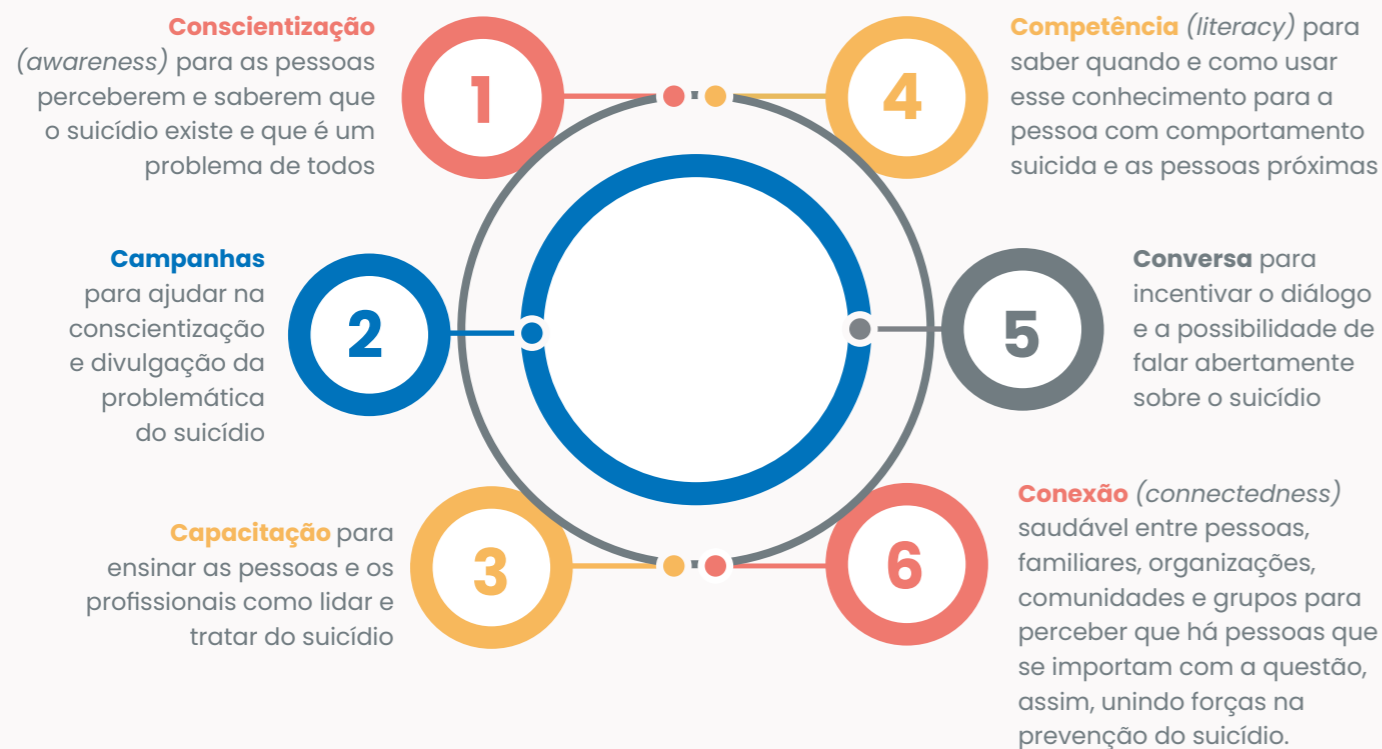 Conscientização
(awareness) para as pessoas
perceberem e saberem que
o suicídio existe e que é um
problema de todos
1
Campanhas
para ajudar na
conscientização
e divulgação da
problemática
do suicídio
2
Capacitação para
ensinar as pessoas e os
profissionais como lidar e
tratar do suicídio
3
4
Competência (literacy) para
saber quando e como usar
esse conhecimento para a
pessoa com comportamento
suicida e as pessoas próximas
5
Conversa para
incentivar o diálogo
e a possibilidade de
falar abertamente
sobre o suicídio
6
Conexão (connectedness)
saudável entre pessoas,
familiares, organizações,
comunidades e grupos para
perceber que há pessoas que
se importam com a questão,
assim, unindo forças na
prevenção do suicídio.